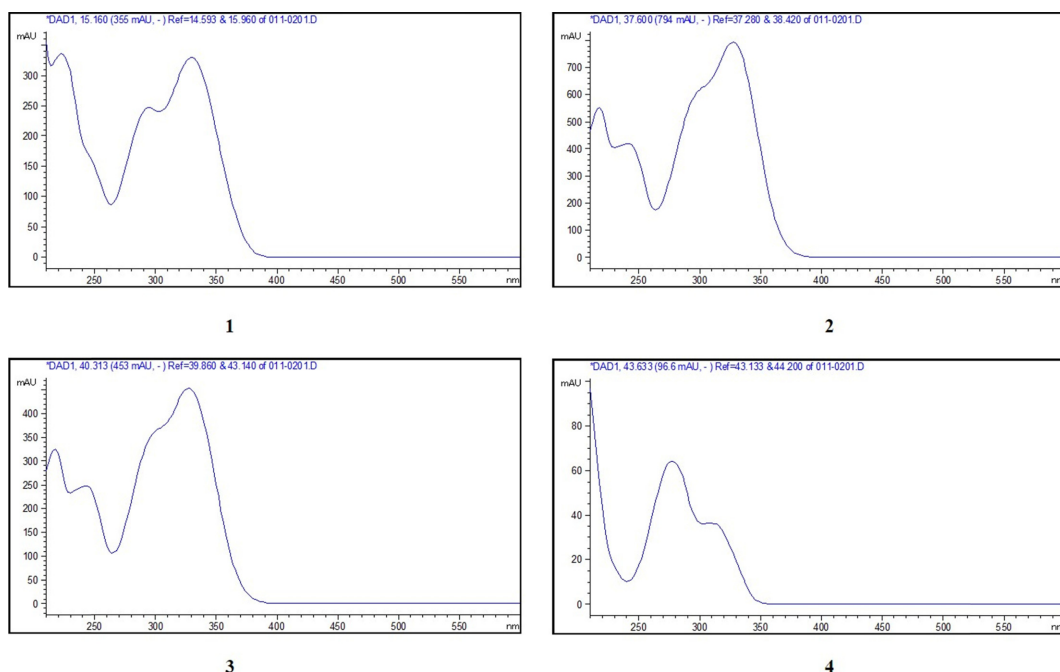 *DAD1, 15.160 (355 mAU, - ) Ref=14.593 & 15.960 of 011-0201.D
mAU
300
250
200
150
100
50
0
250 300 350 400 450 500 550 nm
1
*DAD1, 37.600 (794 mAU, - ) Ref=37.280 & 38.420 of 011-0201.D
mAU
700
600
500
400
300
200
100
0
250 300 350 400 450 500 550 nm
2
*DAD1, 40.313 (453 mAU, - ) Ref=39.860 & 43.140 of 011-0201.D
mAU
400
350
300
250
200
150
100
50
0
250 300 350 400 450 500 550 nm
3
*DAD1, 43.633 (96.6 mAU, - ) Ref=43.133 & 44.200 of 011-0201.D
mAU
80
60
40
20
0
250 300 350 400 450 500 550 nm
4